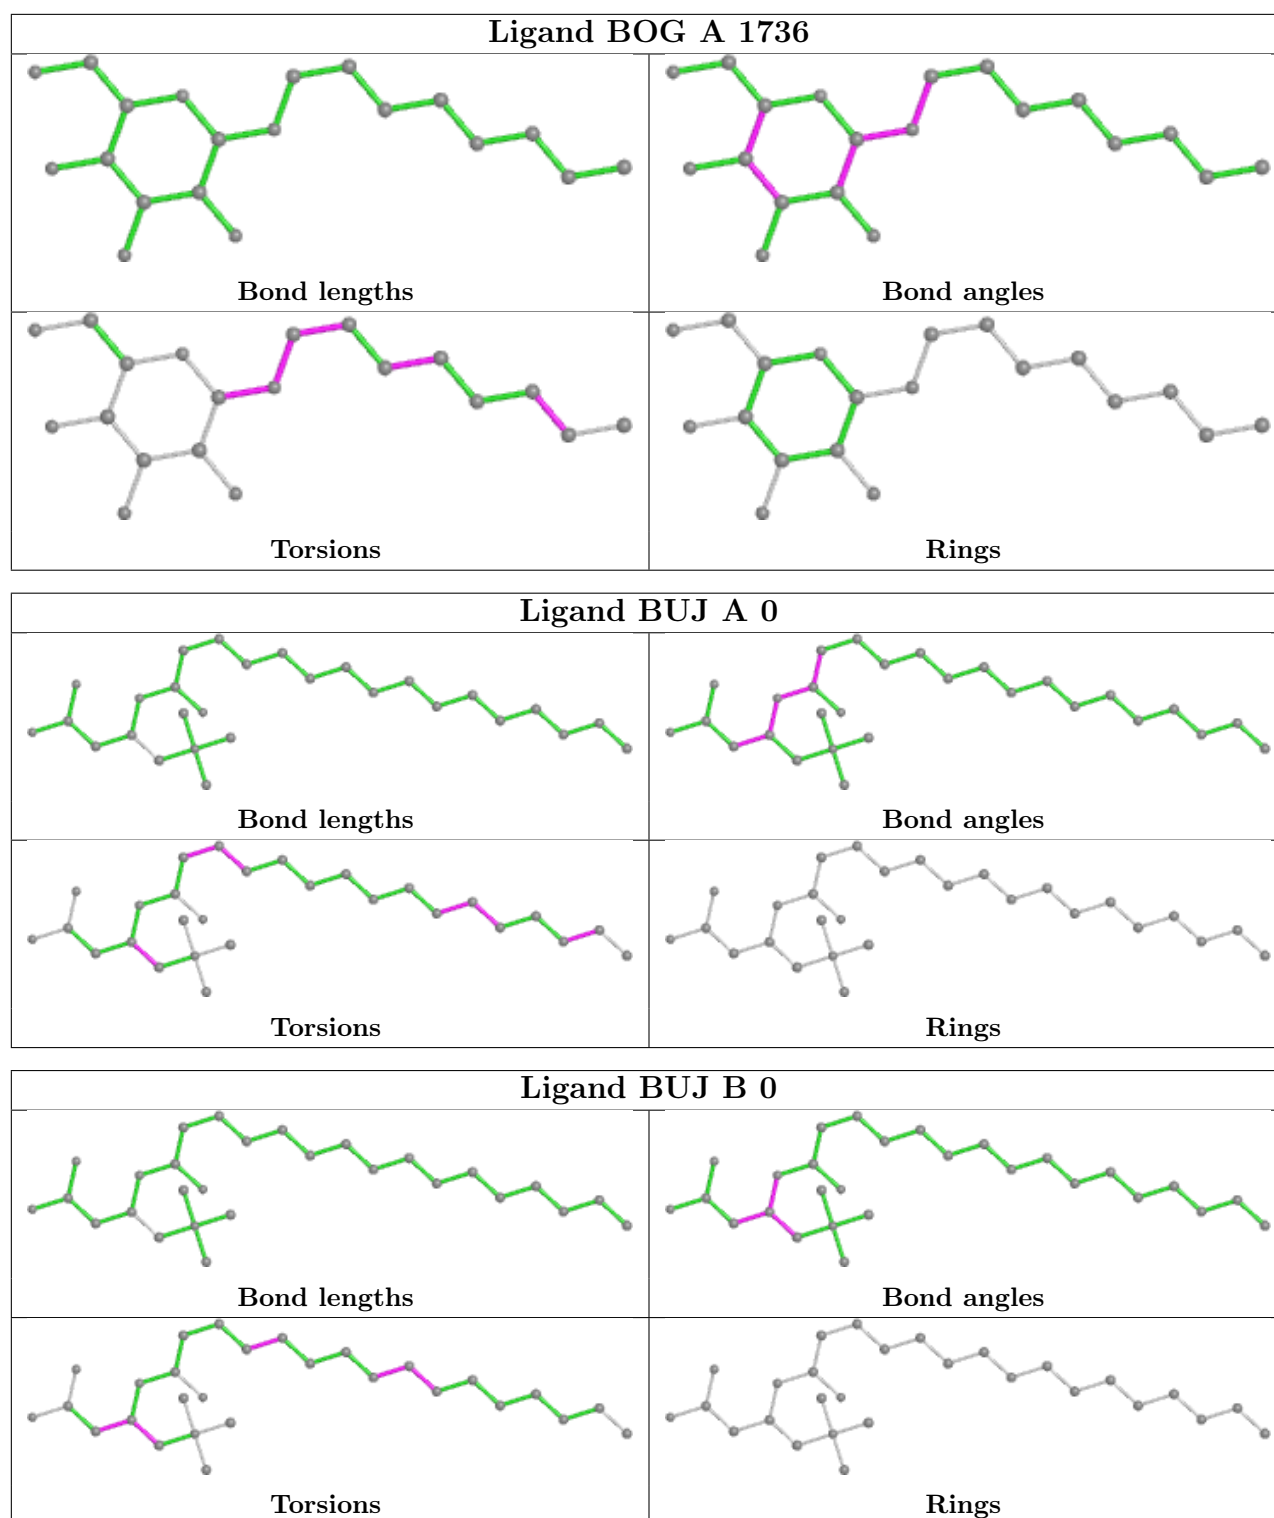 Ligand BOG A 1736
Bond lengths
Bond angles
Torsions
Rings
Ligand BUJ A 0
Bond lengths
Bond angles
Torsions
Rings
Ligand BUJ B 0
Bond lengths
Bond angles
Torsions
Rings